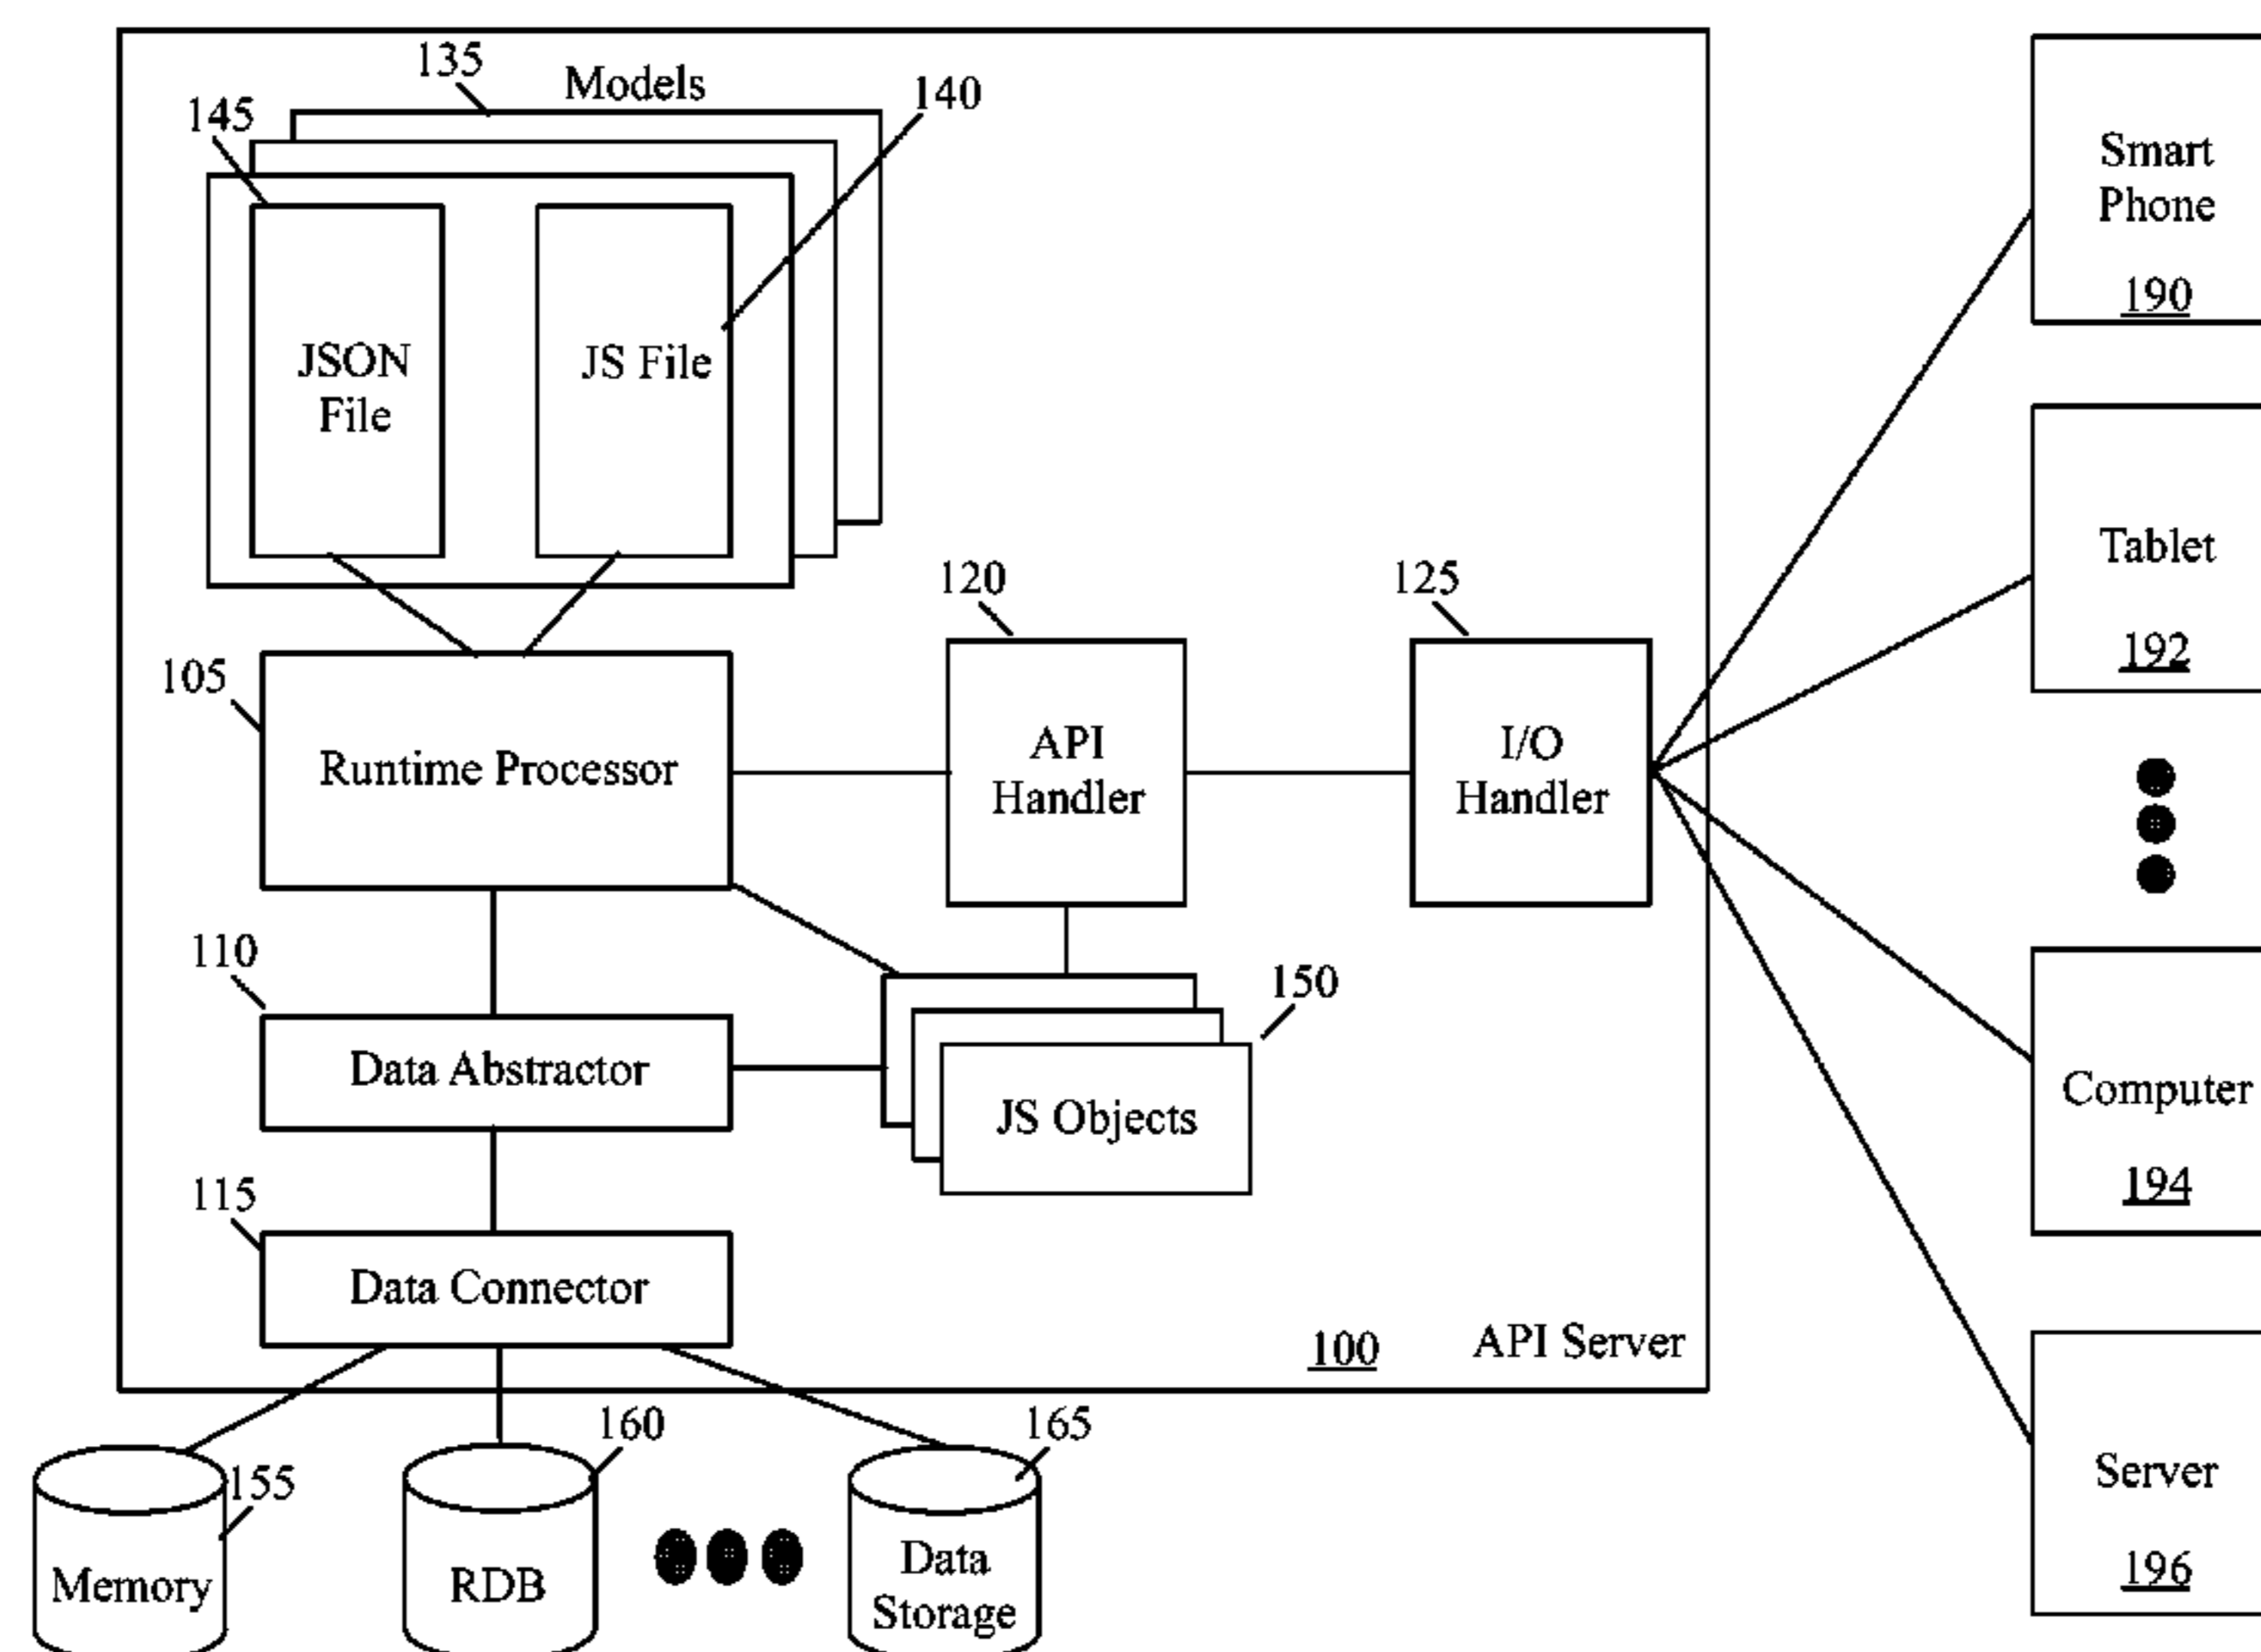 135
Models
140
145
JSON
File
JS File
105
Runtime Processor
120
API
Handler
125
I/O
Handler
110
Data Abstractor
150
JS Objects
115
Data Connector
100
API Server
155
Memory
160
RDB
165
Data
Storage
Smart
Phone
190
Tablet
192
Computer
194
Server
196